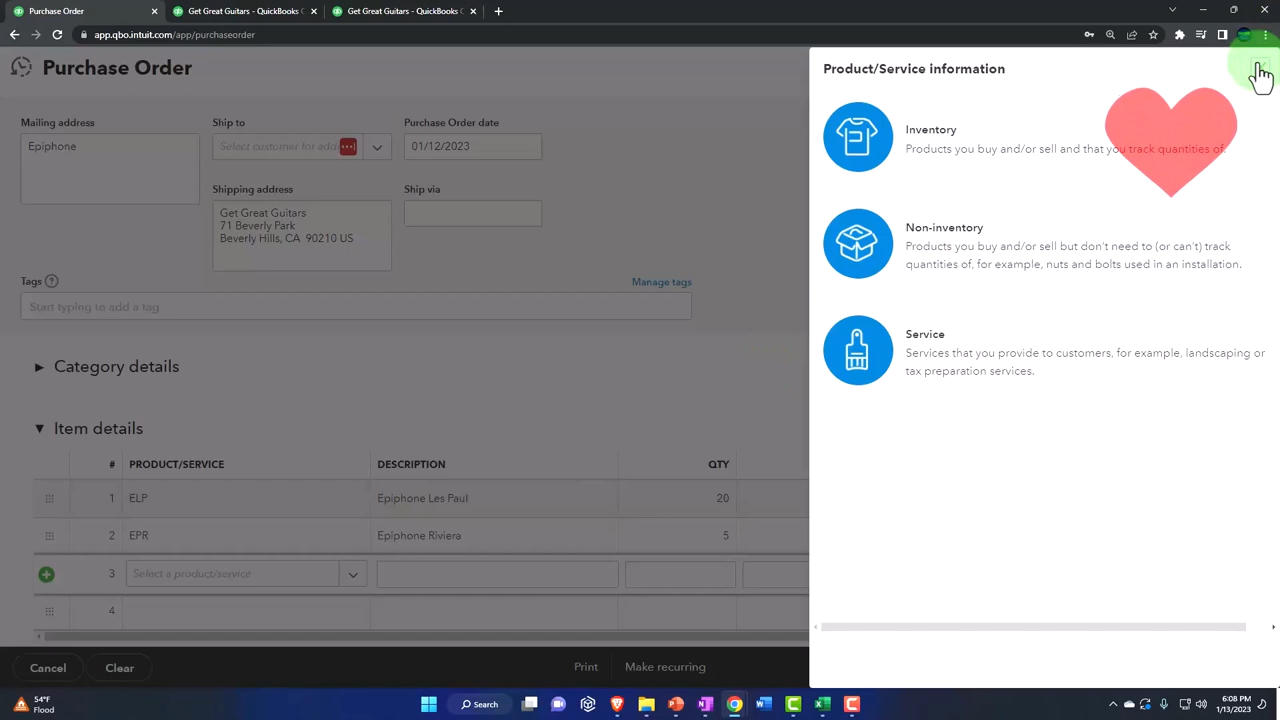 Purchase Order
Get Great Guitars - QuickBooks C
Get Great Guitars - QuickBooks C
app.qbo.intuit.com/app/purchaseorder
Purchase Order
Mailing address
Epiphone
Ship to
Select customer for add
Purchase Order date
01/12/2023
Shipping address
Get Great Guitars
71 Beverly Park
Beverly Hills, CA 90210 US
Ship via
Tags ?
Manage tags
Start typing to add a tag
Category details
Item details
# PRODUCT/SERVICE DESCRIPTION QTY
1 ELP Epiphone Les Paul 20
2 EPR Epiphone Riviera 5
3 Select a product/service
4
Cancel Clear Print Make recurring
Product/Service information
Inventory
Products you buy and/or sell and that you track quantities of.
Non-inventory
Products you buy and/or sell but don't need to (or can't) track
quantities of, for example, nuts and bolts used in an installation.
Service
Services that you provide to customers, for example, landscaping or
tax preparation services.
54°F
Flood
Search
6:08 PM
1/13/2023